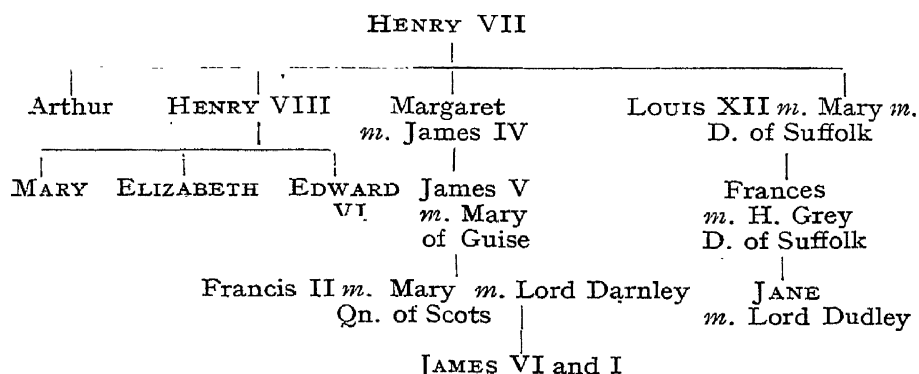 HENRY VII
Arthur HENRY VIII Margaret LOUIS XII m. Mary m.
m. James IV D. of Suffolk
MARY ELIZABETH EDWARD James V Frances
VI m. Mary m. H. Grey
of Guise D. of Suffolk
Francis II m. Mary m. Lord Darnley JANE
Qn. of Scots m. Lord Dudley
JAMES VI and I